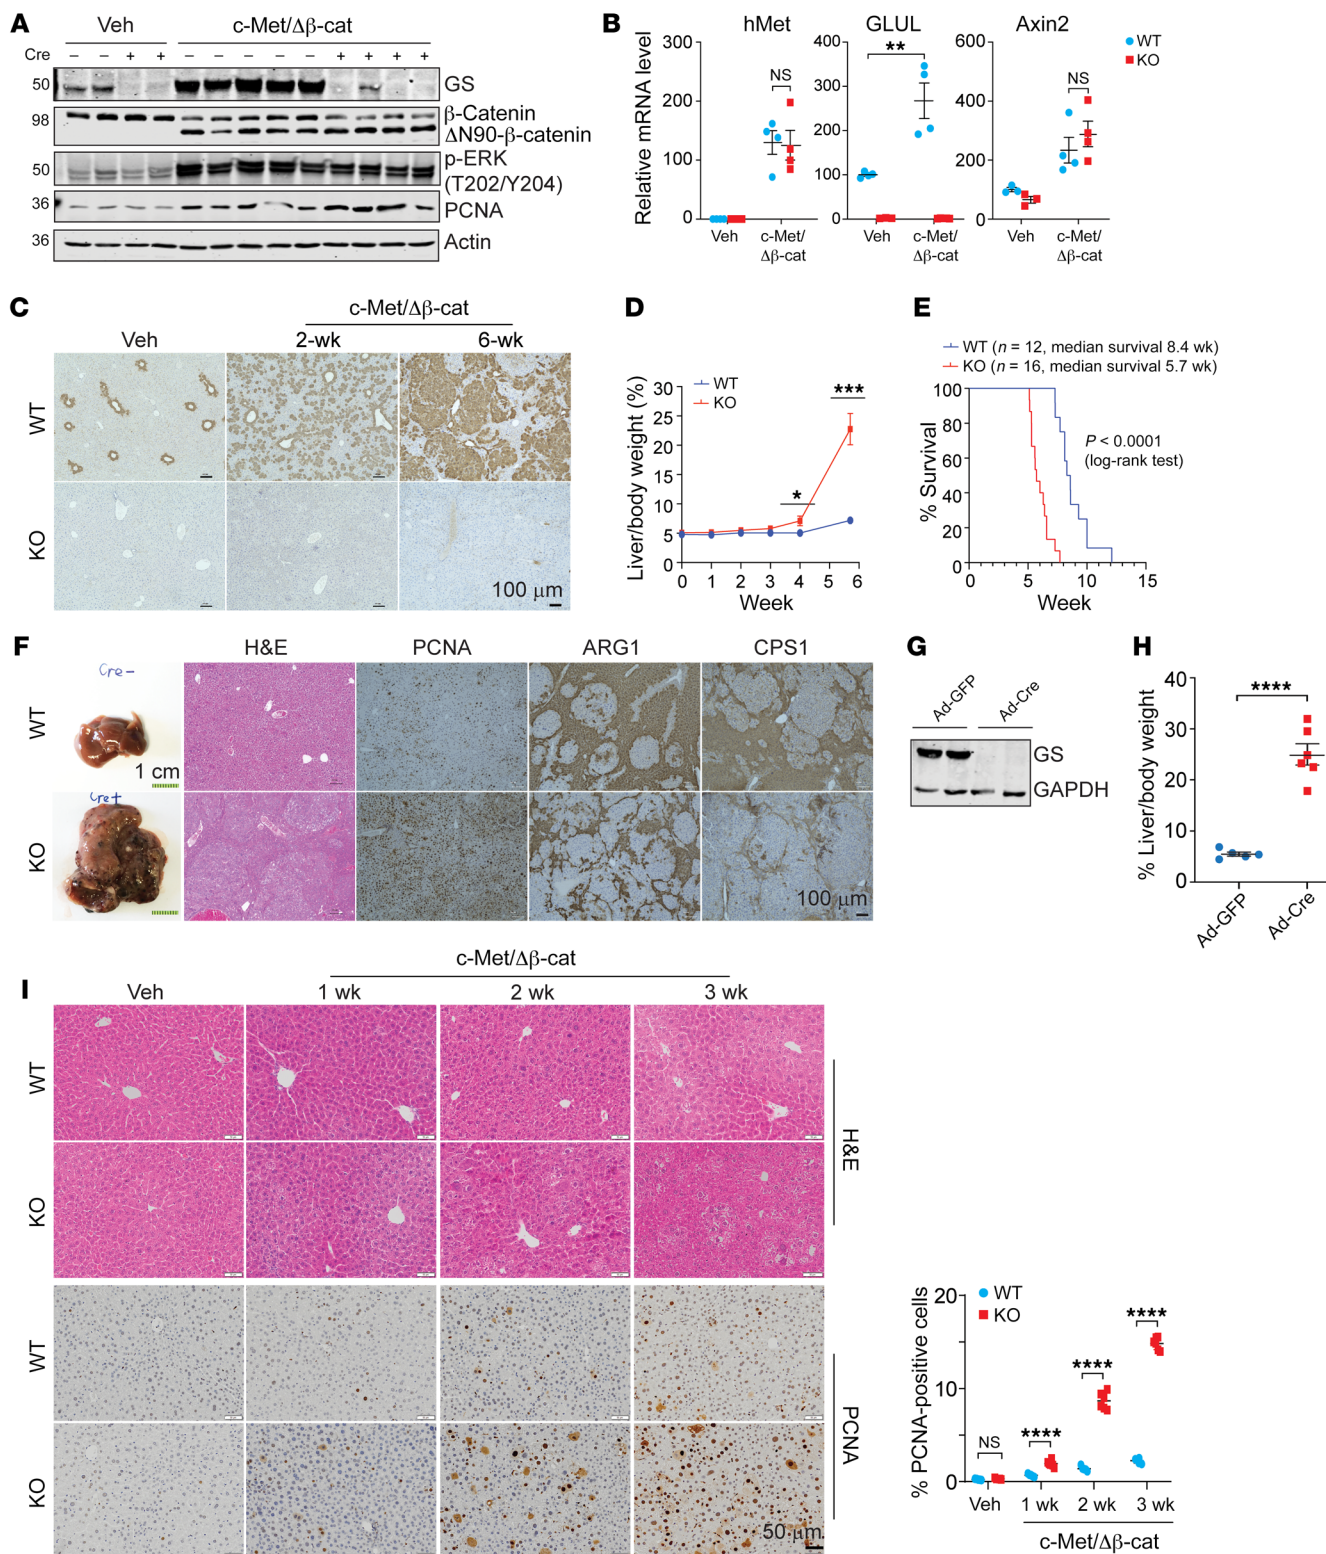 A
Veh
c-Met/Δβ-cat
Cre
– – + + – – – – – + + + +
50
GS
98
β-Catenin
ΔN90-β-catenin
50
p-ERK
(T202/Y204)
36
PCNA
36
Actin
B
hMet
GLUL
Axin2
WT
KO
Relative mRNA level
300
200
100
0
NS
Veh
c-Met/
Δβ-cat
400
300
200
100
0
**
Veh
c-Met/
Δβ-cat
600
400
200
0
NS
Veh
c-Met/
Δβ-cat
C
c-Met/Δβ-cat
Veh
2-wk
6-wk
WT
KO
100 μm
D
WT
KO
Liver/body weight (%)
30
25
20
15
10
5
0
*
***
0 1 2 3 4 5 6
Week
E
WT (n = 12, median survival 8.4 wk)
KO (n = 16, median survival 5.7 wk)
% Survival
100
80
60
40
20
0
P < 0.0001
(log-rank test)
0 5 10 15
Week
F
H&E
PCNA
ARG1
CPS1
WT
Cre-
1 cm
KO
Cre+
100 μm
G
Ad-GFP
Ad-Cre
GS
GAPDH
H
% Liver/body weight
40
30
20
10
0
****
Ad-GFP
Ad-Cre
I
c-Met/Δβ-cat
Veh
1 wk
2 wk
3 wk
WT
KO
H&E
WT
KO
PCNA
50 μm
WT
KO
% PCNA-positive cells
20
10
0
NS
****
****
****
Veh
1 wk
2 wk
3 wk
c-Met/Δβ-cat